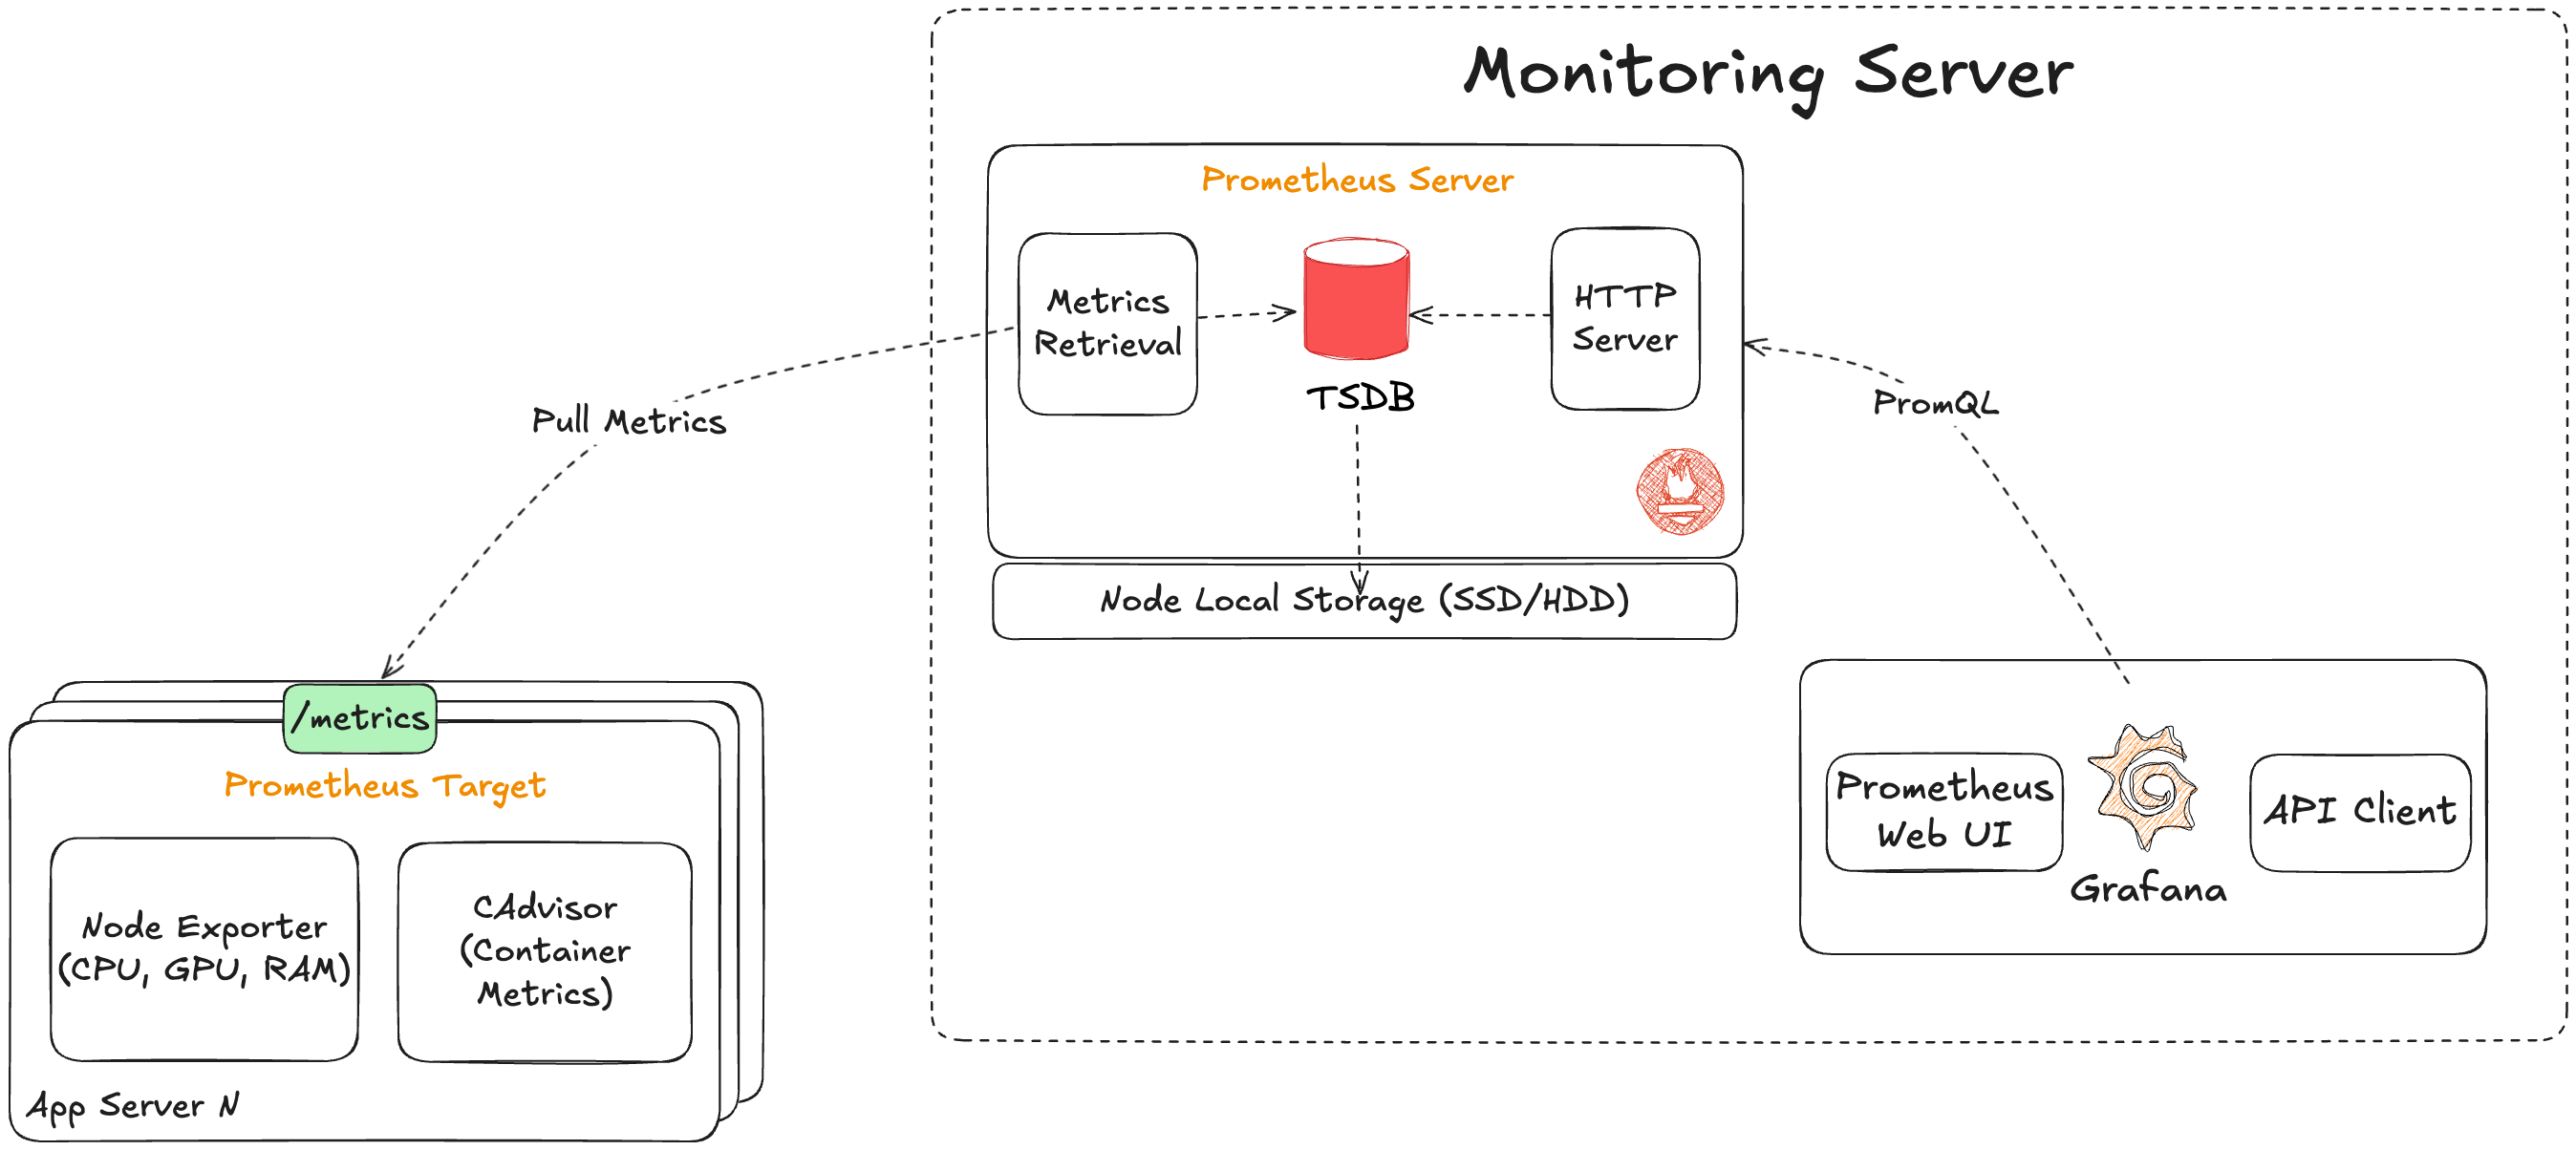 Monitoring Server
Prometheus Server
Metrics
Retrieval
TSDB
HTTP
Server
Pull Metrics
PromQL
Node Local Storage (SSD/HDD)
/metrics
Prometheus Target
Node Exporter
(CPU, GPU, RAM)
CAdvisor
(Container
Metrics)
App Server N
Prometheus
Web UI
Grafana
API Client